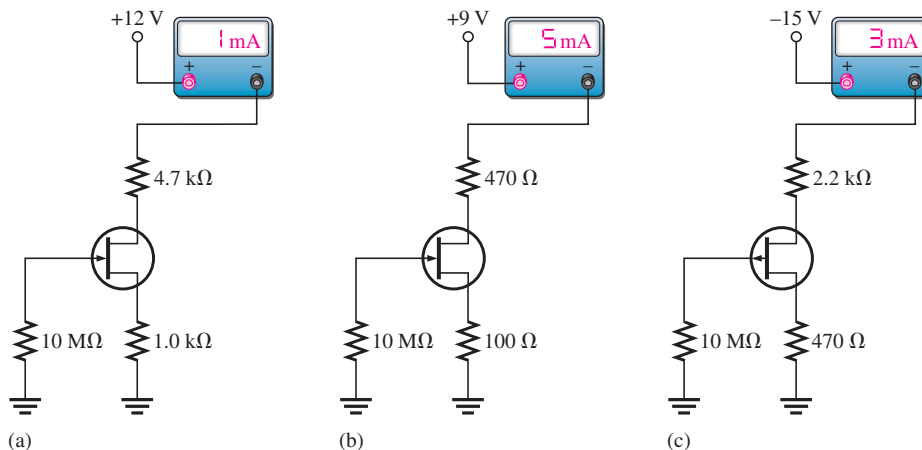 +12 V
1 mA
+ –
4.7 kΩ
10 MΩ
1.0 kΩ
(a)
+9 V
5 mA
+ –
470 Ω
10 MΩ
100 Ω
(b)
–15 V
3 mA
+ –
2.2 kΩ
10 MΩ
470 Ω
(c)